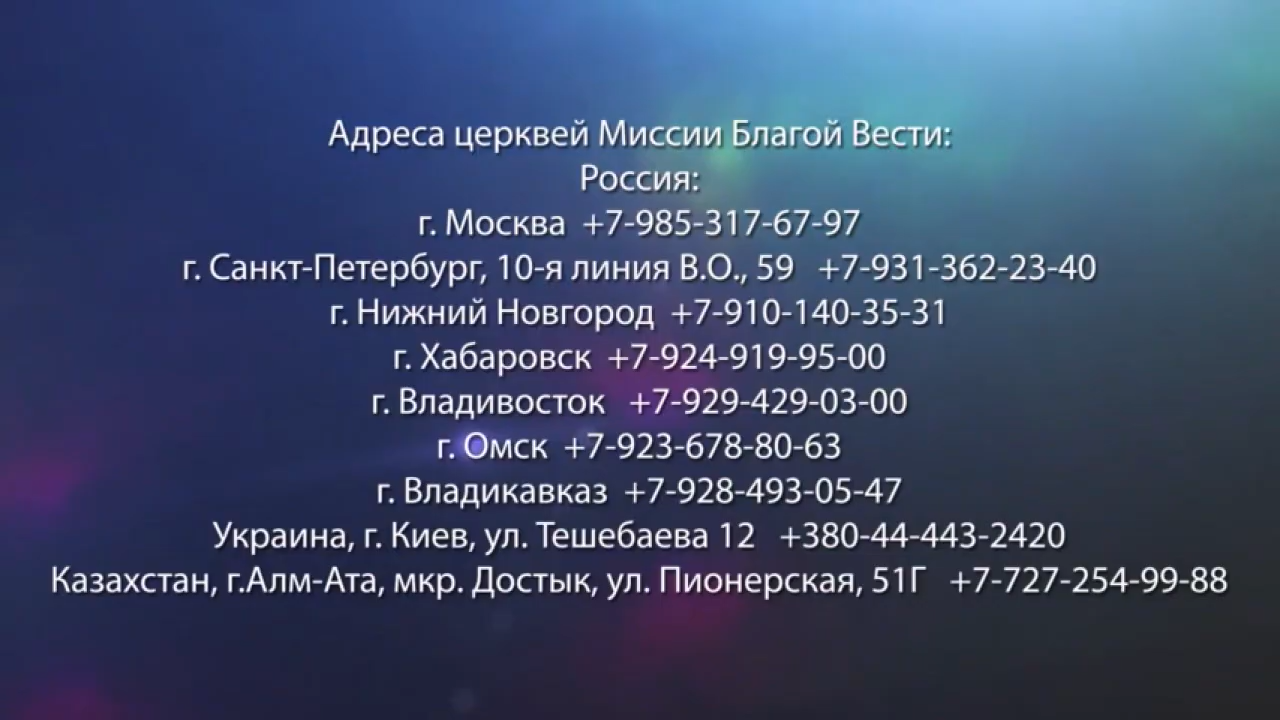 Адреса церквей Миссии Благой Вести:
Россия:
г. Москва +7-985-317-67-97
г. Санкт-Петербург, 10-я линия В.О., 59 +7-931-362-23-40
г. Нижний Новгород +7-910-140-35-31
г. Хабаровск +7-924-919-95-00
г. Владивосток +7-929-429-03-00
г. Омск +7-923-678-80-63
г. Владикавказ +7-928-493-05-47
Украина, г. Киев, ул. Тешебаева 12 +380-44-443-2420
Казахстан, г.Алм-Ата, мкр. Достык, ул. Пионерская, 51Г +7-727-254-99-88